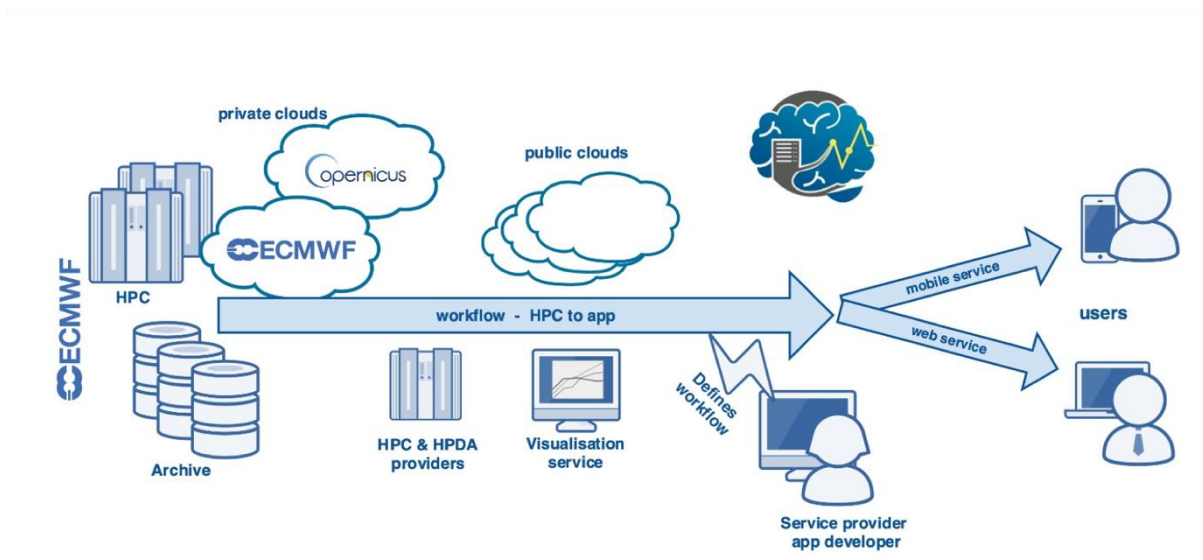 private clouds
Copernicus
public clouds
ECMWF
HPC
ECMWF
mobile service
workflow - HPC to app
users
web service
Defines
workflow
HPC & HPDA
providers
Visualisation
service
Archive
Service provider
app developer